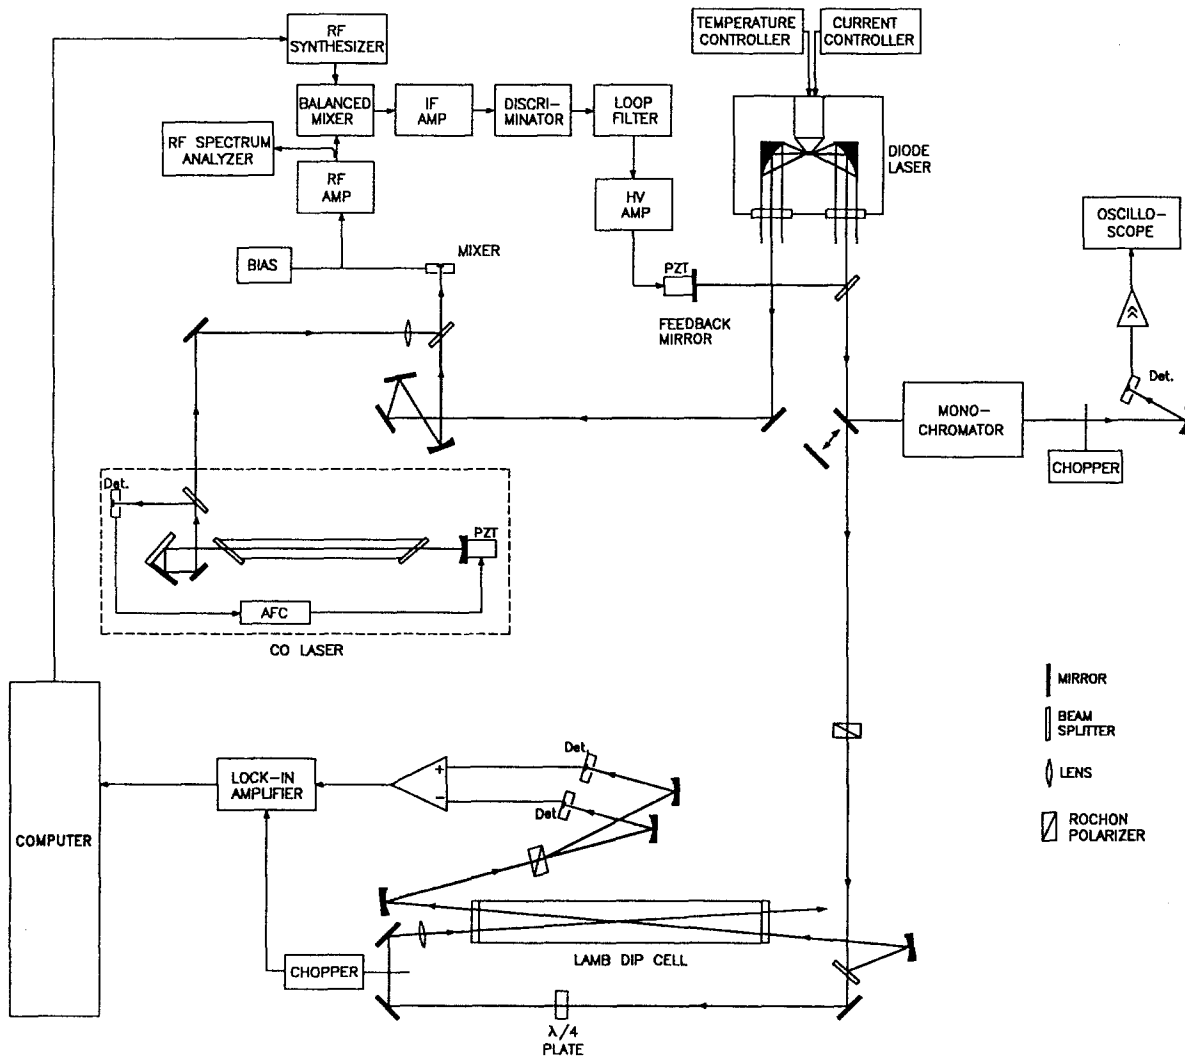 TEMPERATURE
CONTROLLER
CURRENT
CONTROLLER
RF
SYNTHESIZER
BALANCED
MIXER
IF
AMP
DISCRI-
MINATOR
LOOP
FILTER
RF SPECTRUM
ANALYZER
RF
AMP
HV
AMP
DIODE
LASER
OSCILLO-
SCOPE
BIAS
MIXER
PZT
FEEDBACK
MIRROR
Det.
MONO-
CHROMATOR
CHOPPER
Det.
PZT
AFC
CO LASER
MIRROR
BEAM
SPLITTER
LENS
ROCHON
POLARIZER
Det.
+
−
Det.
LOCK-IN
AMPLIFIER
COMPUTER
LAMB DIP CELL
CHOPPER
λ/4
PLATE